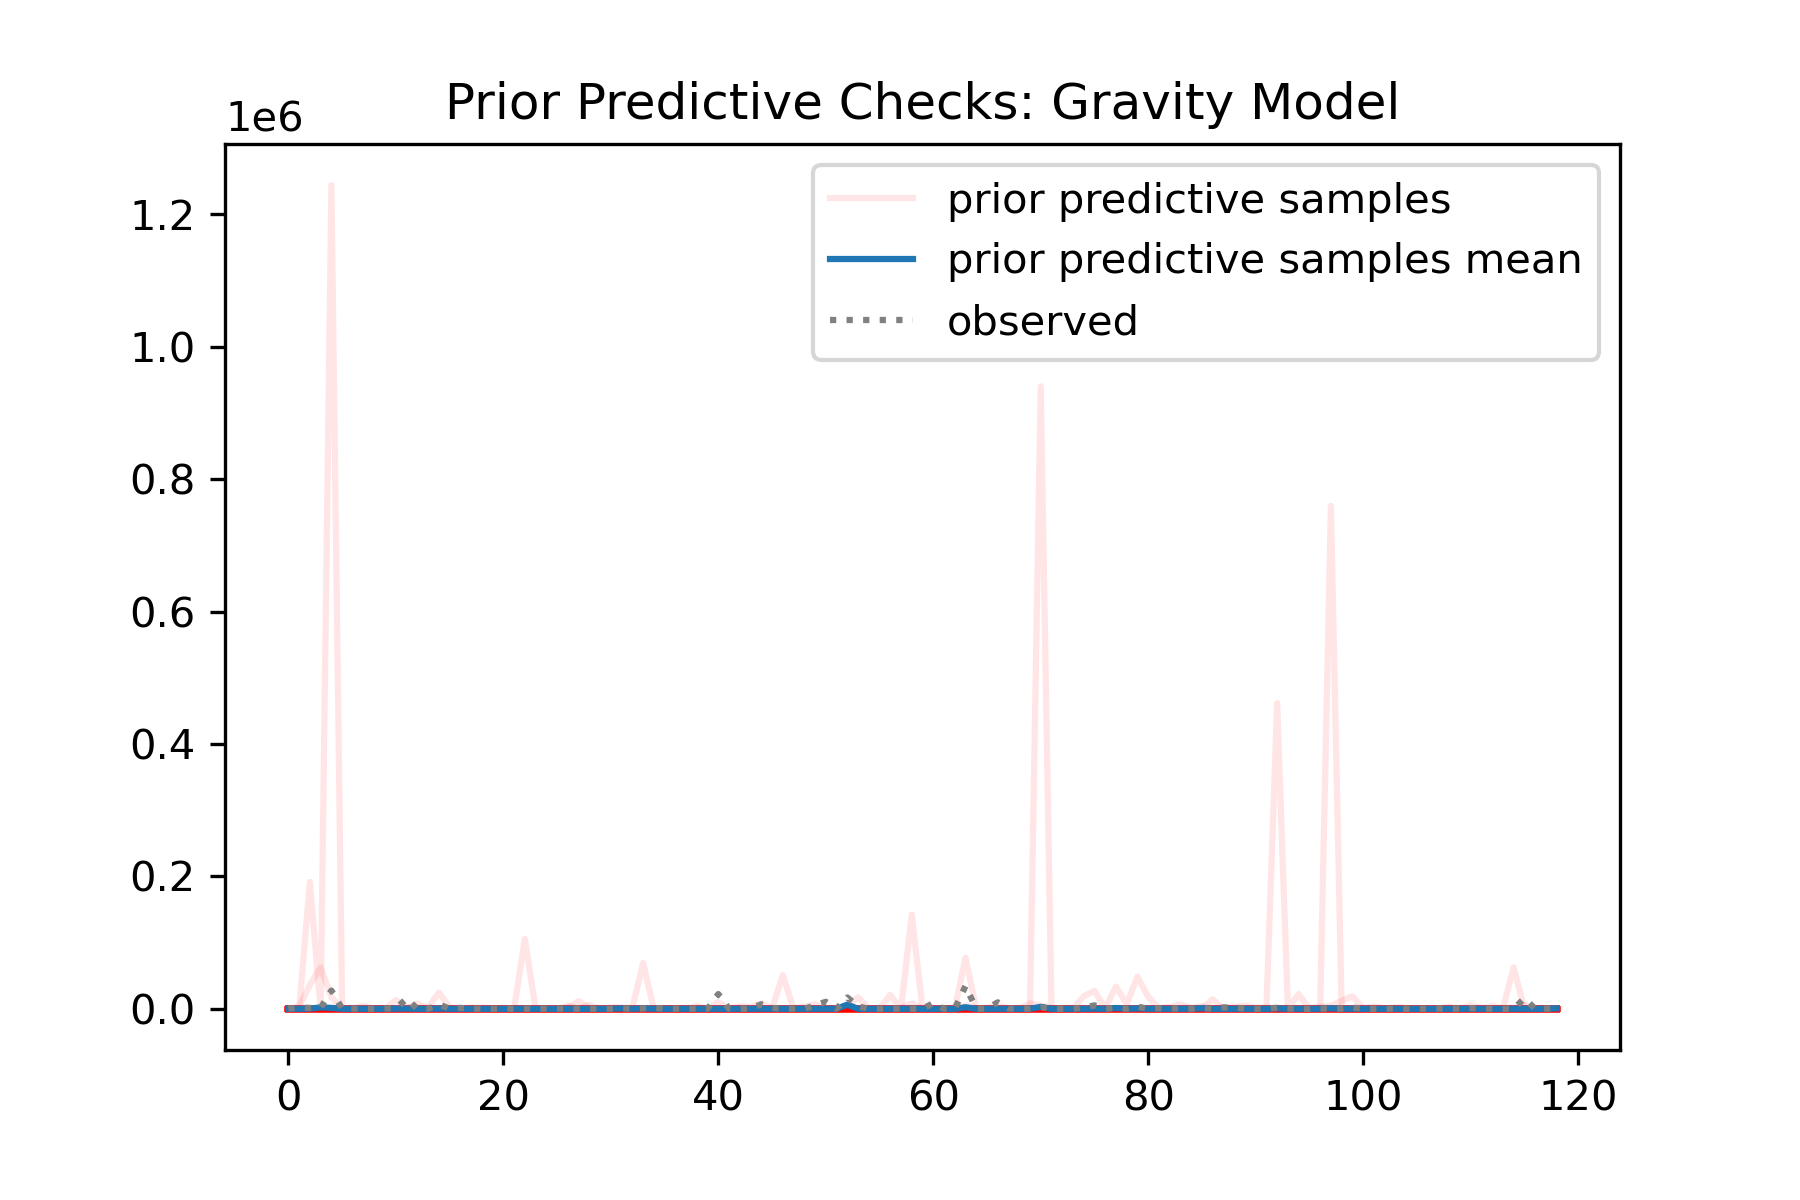 Prior Predictive Checks: Gravity Model
1e6
prior predictive samples
prior predictive samples mean
observed
1.2
1.0
0.8
0.6
0.4
0.2
0.0
0 20 40 60 80 100 120